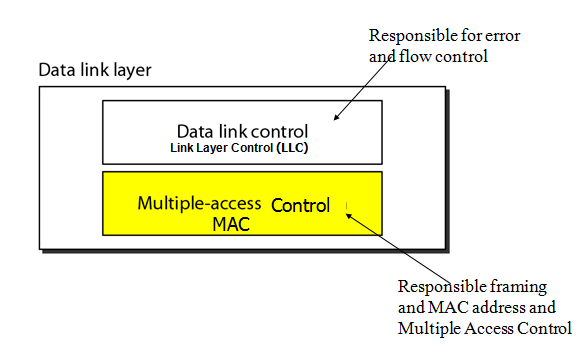 Responsible for error
and flow control
Data link layer
Data link control
Link Layer Control (LLC)
Multiple-access Control
MAC
Responsible framing
and MAC address and
Multiple Access Control